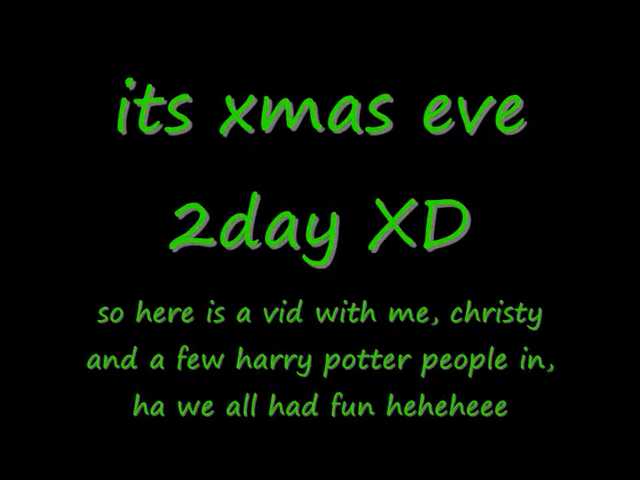 its xmas eve
2day XD
so here is a vid with me, christy
and a few harry potter people in,
ha we all had fun heheheee